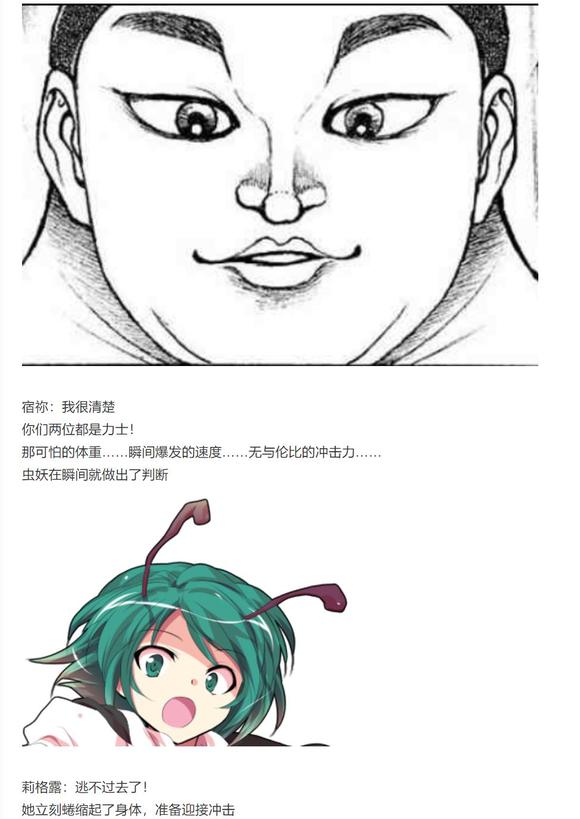 宿祢：我很清楚
你们两位都是力士！
那可怕的体重……瞬间爆发的速度……无与伦比的冲击力……
虫妖在瞬间就做出了判断
莉格露：逃不过去了！
她立刻蜷缩起了身体，准备迎接冲击